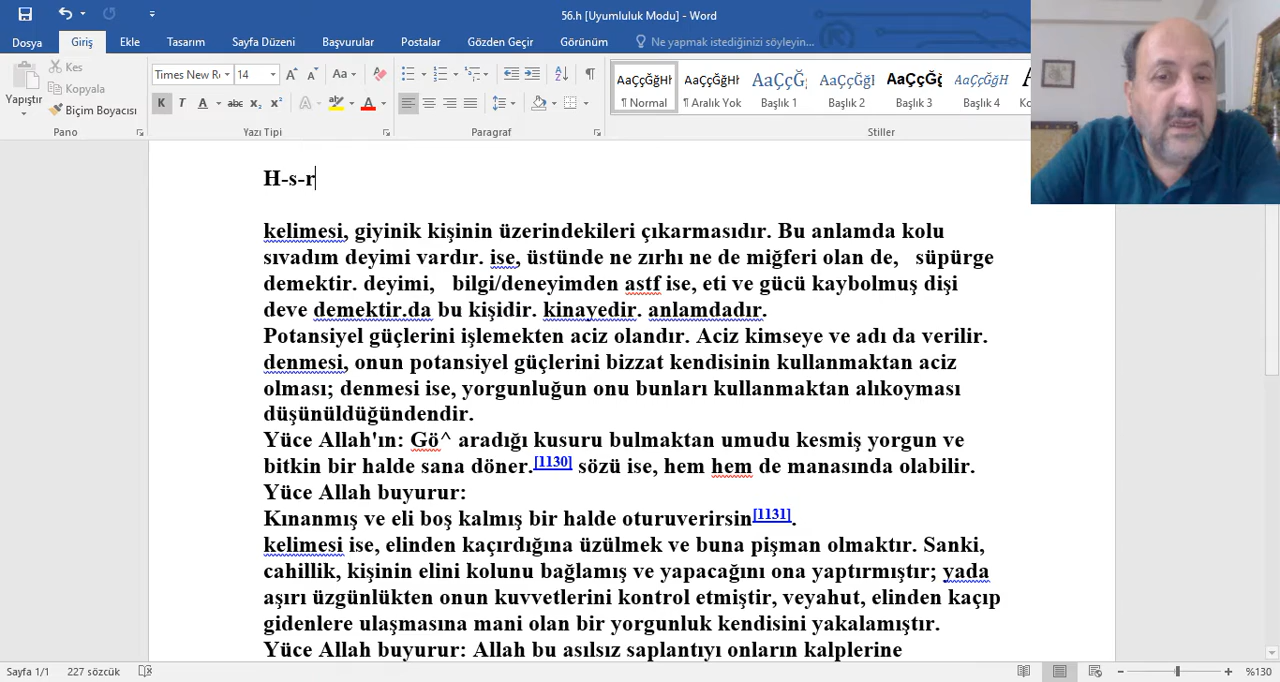 56.h [Uyumluluk Modu] - Word
Dosya Giriş Ekle Tasarım Sayfa Düzeni Başvurular Postalar Gözden Geçir Görünüm Ne yapmak istediğinizi söyleyin...
Yapıştır
Kes
Kopyala
Biçim Boyacısı
Times New Ro 14
Aa
K T A abc x₂ x²
AaÇçĞğHł AaÇçĞğHł AaÇçĞğ AaÇçĞğI AaÇçĞğ AaÇçĞğH
¶ Normal ¶ Aralık Yok Başlık 1 Başlık 2 Başlık 3 Başlık 4
Pano Yazı Tipi Paragraf Stiller
H-s-r
kelimesi, giyinik kişinin üzerindekileri çıkarmasıdır. Bu anlamda kolu
sıvadım deyimi vardır. ise, üstünde ne zırhı ne de miğferi olan de, süpürge
demektir. deyimi, bilgi/deneyimden astf ise, eti ve gücü kaybolmuş dişi
deve demektir.da bu kişidir. kinayedir. anlamdadır.
Potansiyel güçlerini işlemekten aciz olandır. Aciz kimseye ve adı da verilir.
denmesi, onun potansiyel güçlerini bizzat kendisinin kullanmaktan aciz
olması; denmesi ise, yorgunluğun onu bunları kullanmaktan alıkoyması
düşünüldüğündendir.
Yüce Allah'ın: Gö^ aradığı kusuru bulmaktan umudu kesmiş yorgun ve
bitkin bir halde sana döner.[1130] sözü ise, hem hem de manasında olabilir.
Yüce Allah buyurur:
Kınanmış ve eli boş kalmış bir halde oturuverirsin[1131].
kelimesi ise, elinden kaçırdığına üzülmek ve buna pişman olmaktır. Sanki,
cahillik, kişinin elini kolunu bağlamış ve yapacağını ona yaptırmıştır; yada
aşırı üzgünlükten onun kuvvetlerini kontrol etmiştir, veyahut, elinden kaçıp
gidenlere ulaşmasına mani olan bir yorgunluk kendisini yakalamıştır.
Yüce Allah buyurur: Allah bu asılsız saplantıyı onların kalplerine
Sayfa 1/1 227 sözcük %130